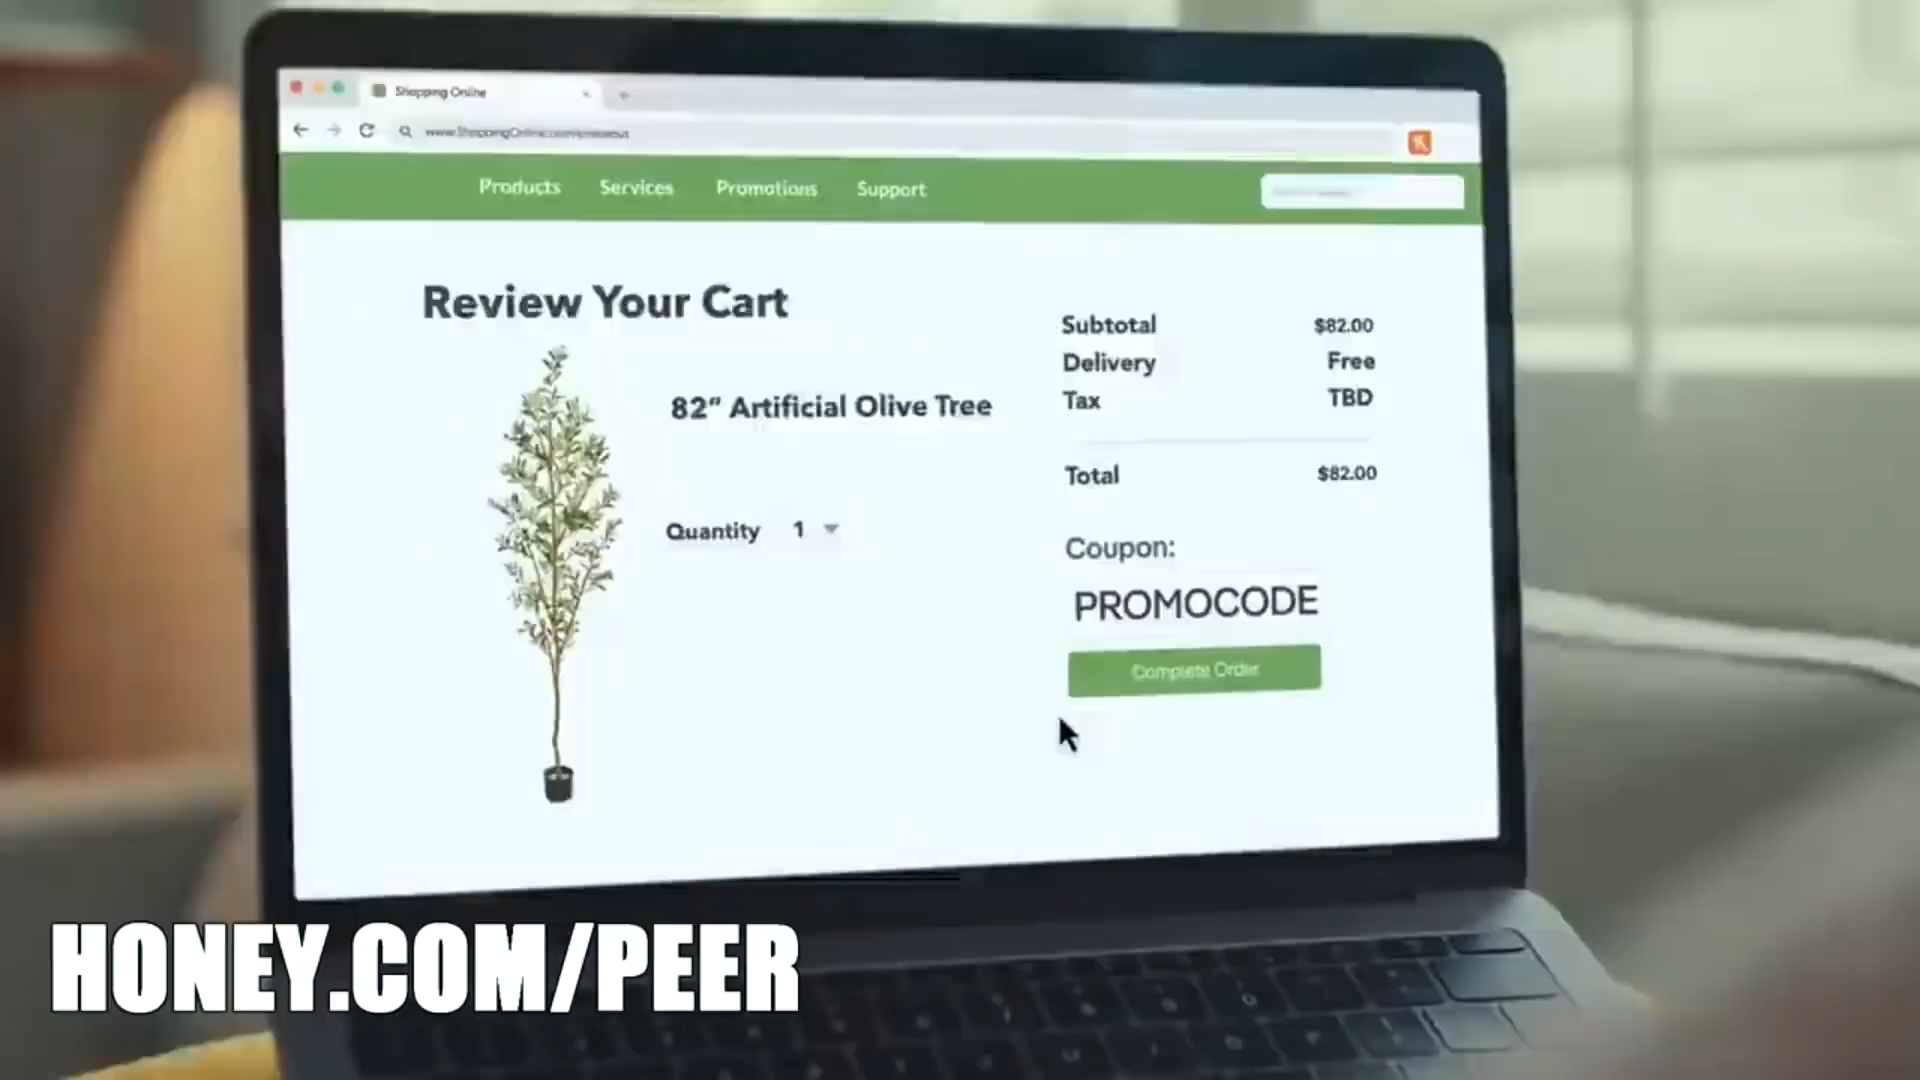 Shopping Online
Products Services Promotions Support
Review Your Cart
82” Artificial Olive Tree
Quantity 1
Subtotal $82.00
Delivery Free
Tax TBD
Total $82.00
Coupon:
PROMOCODE
Complete Order
HONEY.COM/PEER